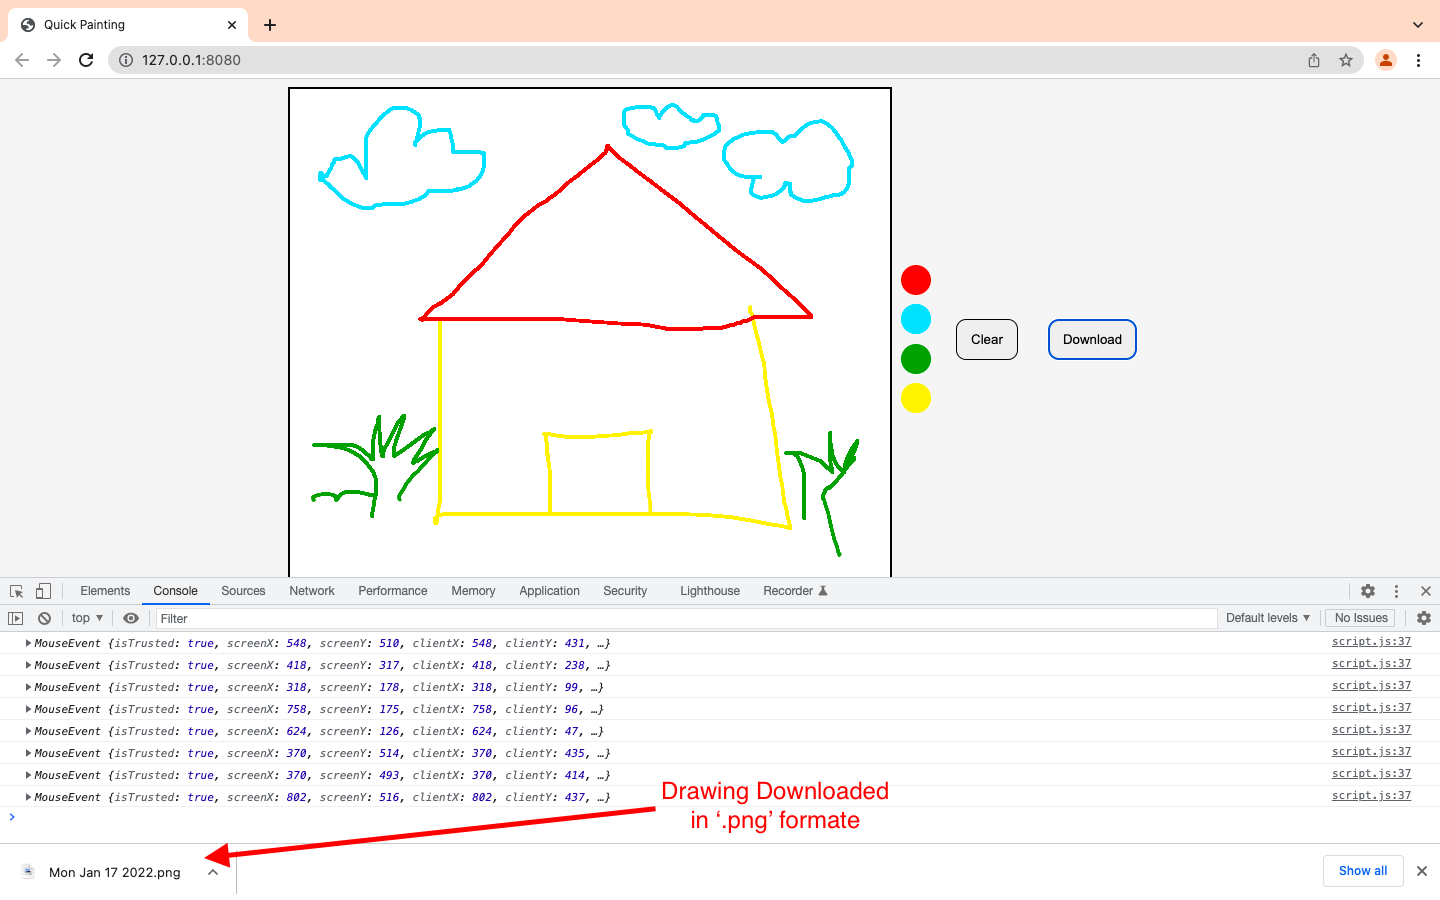 Quick Painting
127.0.0.1:8080
Clear
Download
Elements Console Sources Network Performance Memory Application Security Lighthouse Recorder
top Filter Default levels No Issues
MouseEvent {isTrusted: true, screenX: 548, screenY: 510, clientX: 548, clientY: 431, …} script.js:37
MouseEvent {isTrusted: true, screenX: 418, screenY: 317, clientX: 418, clientY: 238, …} script.js:37
MouseEvent {isTrusted: true, screenX: 318, screenY: 178, clientX: 318, clientY: 99, …} script.js:37
MouseEvent {isTrusted: true, screenX: 758, screenY: 175, clientX: 758, clientY: 96, …} script.js:37
MouseEvent {isTrusted: true, screenX: 624, screenY: 126, clientX: 624, clientY: 47, …} script.js:37
MouseEvent {isTrusted: true, screenX: 370, screenY: 514, clientX: 370, clientY: 435, …} script.js:37
MouseEvent {isTrusted: true, screenX: 370, screenY: 493, clientX: 370, clientY: 414, …} script.js:37
MouseEvent {isTrusted: true, screenX: 802, screenY: 516, clientX: 802, clientY: 437, …} script.js:37
Drawing Downloaded
in ‘.png’ formate
Mon Jan 17 2022.png
Show all